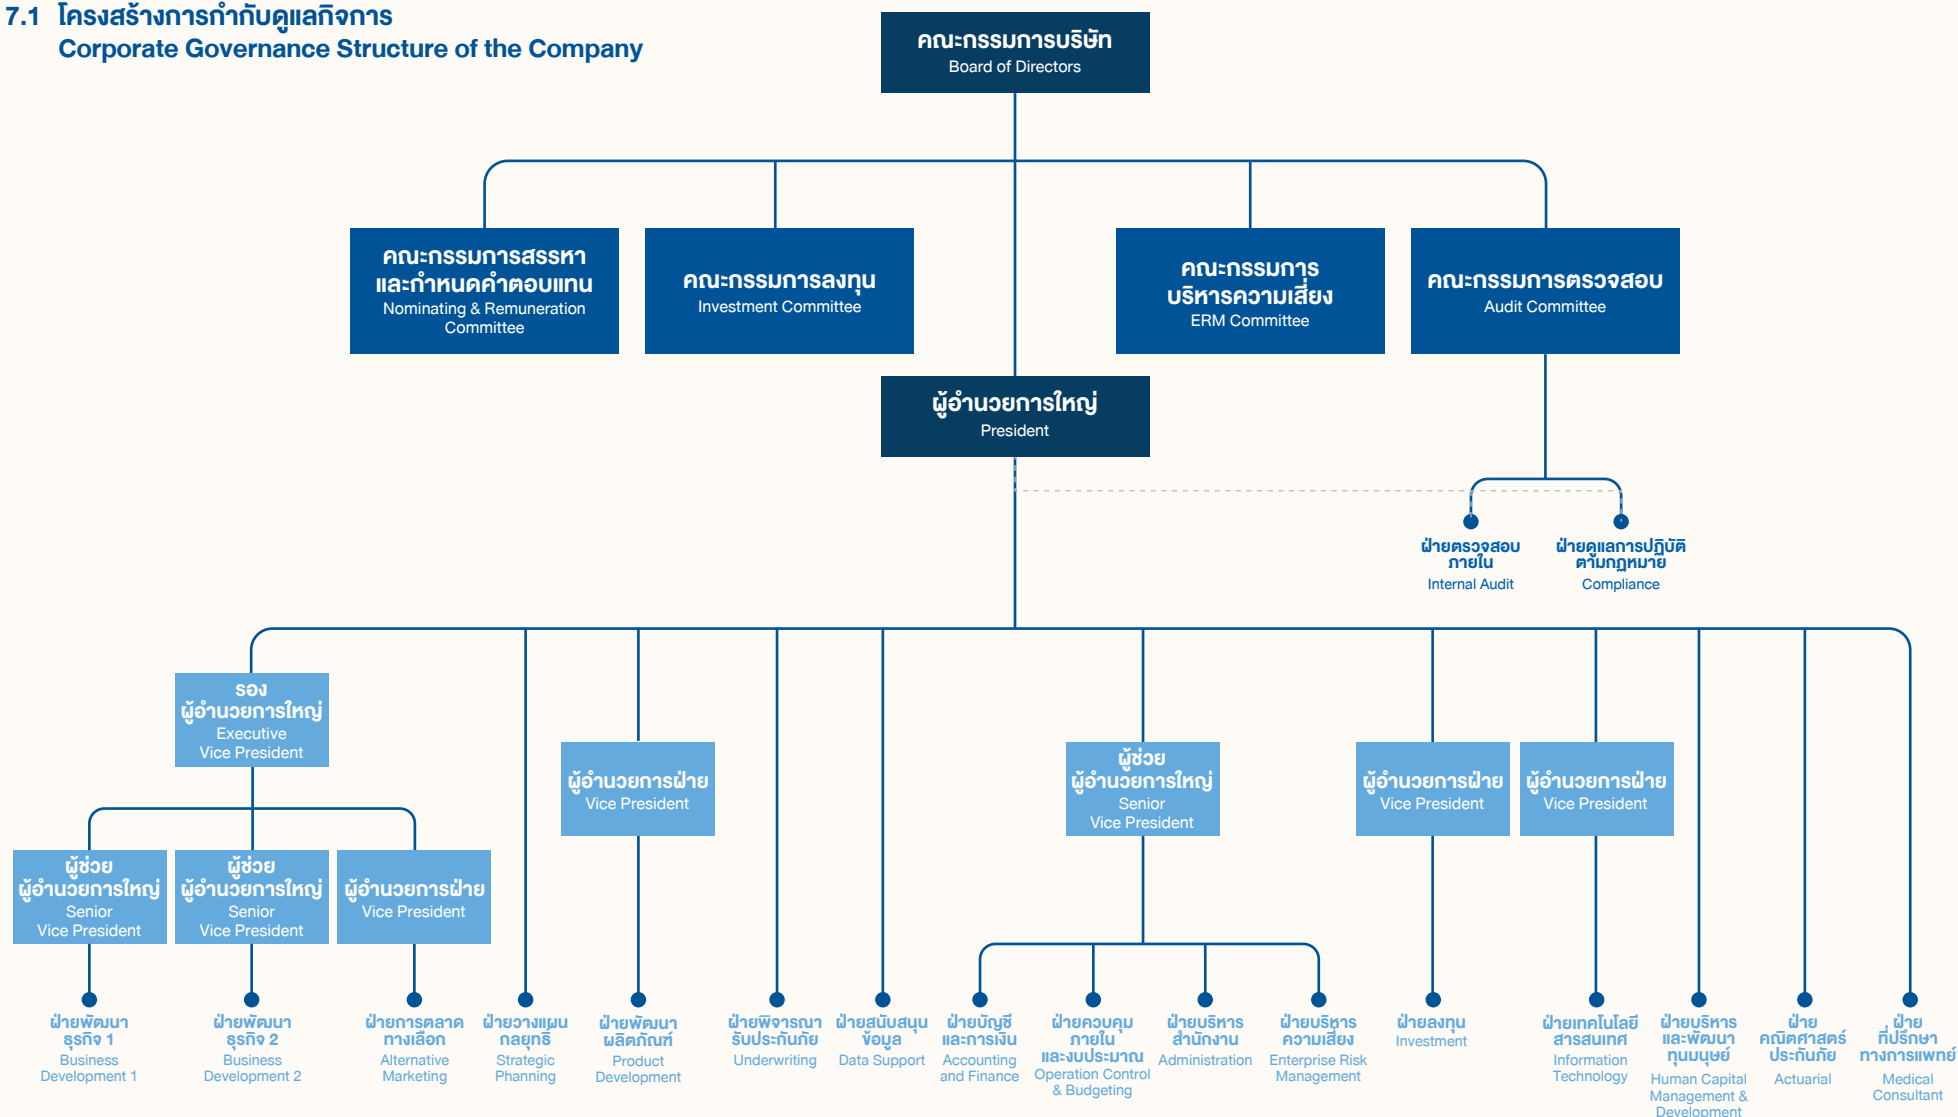 7.1 โครงสร้างการกำกับดูแลกิจการ
Corporate Governance Structure of the Company
คณะกรรมการบริษัท
Board of Directors
คณะกรรมการสรรหา
และกำหนดค่าตอบแทน
Nominating & Remuneration
Committee
คณะกรรมการลงทุน
Investment Committee
คณะกรรมการ
บริหารความเสี่ยง
ERM Committee
คณะกรรมการตรวจสอบ
Audit Committee
ผู้อำนวยการใหญ่
President
ฝ่ายตรวจสอบ
ภายใน
Internal Audit
ฝ่ายดูแลการปฏิบัติ
ตามกฎหมาย
Compliance
รอง
ผู้อำนวยการใหญ่
Executive
Vice President
ผู้อำนวยการฝ่าย
Vice President
ผู้ช่วย
ผู้อำนวยการใหญ่
Senior
Vice President
ผู้อำนวยการฝ่าย
Vice President
ผู้อำนวยการฝ่าย
Vice President
ผู้ช่วย
ผู้อำนวยการใหญ่
Senior
Vice President
ผู้ช่วย
ผู้อำนวยการใหญ่
Senior
Vice President
ผู้อำนวยการฝ่าย
Vice President
ฝ่ายพัฒนา
ธุรกิจ 1
Business
Development 1
ฝ่ายพัฒนา
ธุรกิจ 2
Business
Development 2
ฝ่ายการตลาด
ทางเลือก
Alternative
Marketing
ฝ่ายวางแผน
กลยุทธ์
Strategic
Phanning
ฝ่ายพัฒนา
ผลิตภัณฑ์
Product
Development
ฝ่ายพิจารณา
รับประกันภัย
Underwriting
ฝ่ายสนับสนุน
ข้อมูล
Data Support
ฝ่ายบัญชี
และการเงิน
Accounting
and Finance
ฝ่ายควบคุม
ภายใน
และงบประมาณ
Operation Control
& Budgeting
ฝ่ายบริหาร
สำนักงาน
Administration
ฝ่ายบริหาร
ความเสี่ยง
Enterprise Risk
Management
ฝ่ายลงทุน
Investment
ฝ่ายเทคโนโลยี
สารสนเทศ
Information
Technology
ฝ่ายบริหาร
และพัฒนา
ทุนมนุษย์
Human Capital
Management &
Development
ฝ่าย
คณิตศาสตร์
ประกันภัย
Actuarial
ฝ่าย
ที่ปรึกษา
ทางการแพทย์
Medical
Consultant